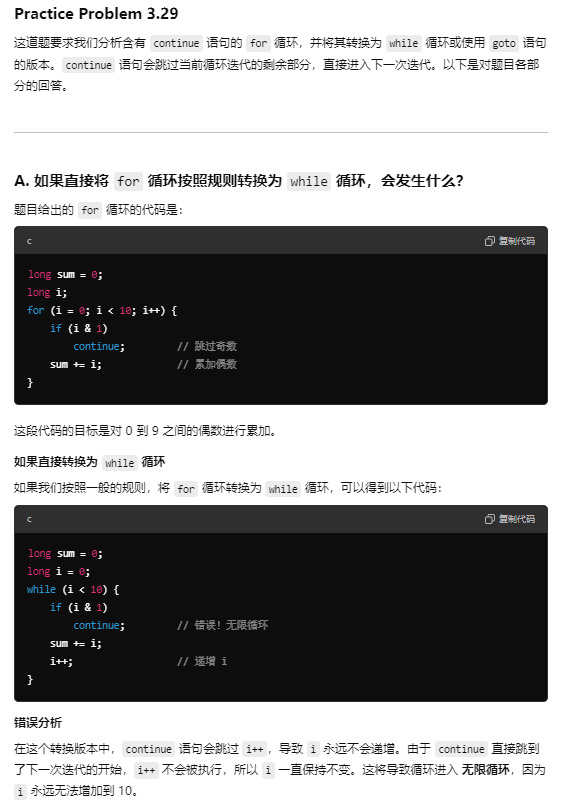 Practice Problem 3.29
这道题要求我们分析含有 continue 语句的 for 循环，并将其转换为 while 循环或使用 goto 语句
的版本。continue 语句会跳过当前循环迭代的剩余部分，直接进入下一次迭代。以下是对题目各部
分的回答。
A. 如果直接将 for 循环按照规则转换为 while 循环，会发生什么？
题目给出的 for 循环的代码是：
c 复制代码
long sum = 0;
long i;
for (i = 0; i < 10; i++) {
    if (i & 1)
        continue;        // 跳过奇数
    sum += i;            // 累加偶数
}
这段代码的目标是对 0 到 9 之间的偶数进行累加。
如果直接转换为 while 循环
如果我们按照一般的规则，将 for 循环转换为 while 循环，可以得到以下代码：
c 复制代码
long sum = 0;
long i = 0;
while (i < 10) {
    if (i & 1)
        continue;        // 错误！无限循环
    sum += i;
    i++;                 // 递增 i
}
错误分析
在这个转换版本中，continue 语句会跳过 i++，导致 i 永远不会递增。由于 continue 直接跳到
了下一次迭代的开始，i++ 不会被执行，所以 i 一直保持不变。这将导致循环进入 无限循环，因为
i 永远无法增加到 10。